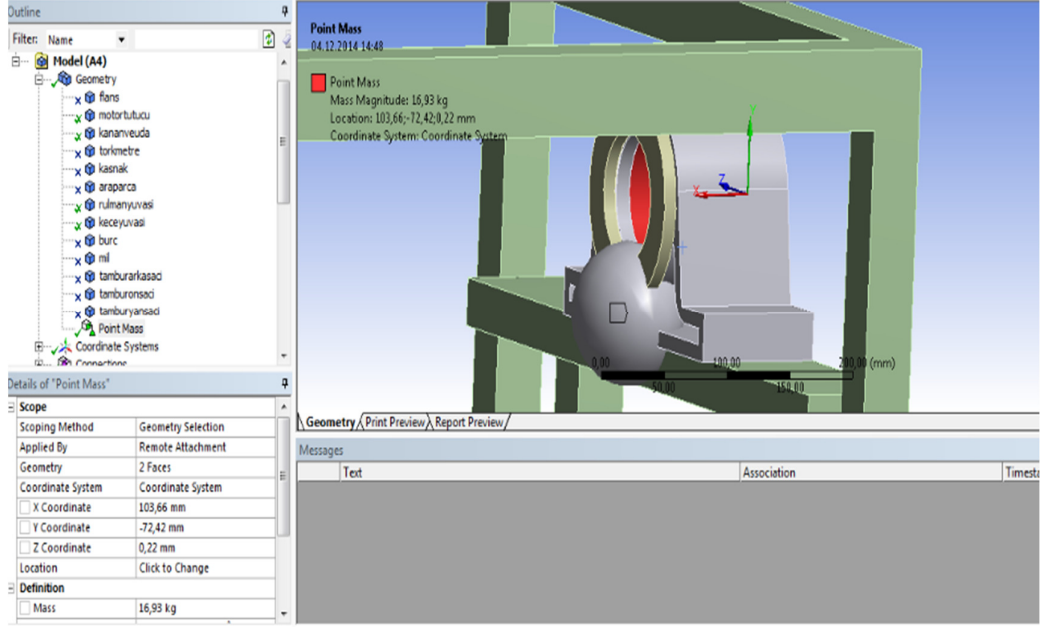 Outline
Filter: Name
Model (A4)
Geometry
flans
motortutucu
kananveuda
torkmetre
kasnak
araparca
rulmanyuvasi
keceyuvasi
burc
mil
tamburarkasaci
tamburonsaci
tamburyansaci
Point Mass
Coordinate Systems
Connections
Details of "Point Mass"
Scope
Scoping Method Geometry Selection
Applied By Remote Attachment
Geometry 2 Faces
Coordinate System Coordinate System
X Coordinate 103,66 mm
Y Coordinate -72,42 mm
Z Coordinate 0,22 mm
Location Click to Change
Definition
Mass 16,93 kg
Point Mass
04.12.2014 14:48
Point Mass
Mass Magnitude: 16,93 kg
Location: 103,66;-72,42;0,22 mm
Coordinate System: Coordinate System
Y
Z
X
0,00 100,00 200,00 (mm)
50,00 150,00
Geometry Print Preview Report Preview
Messages
Text Association Timesta